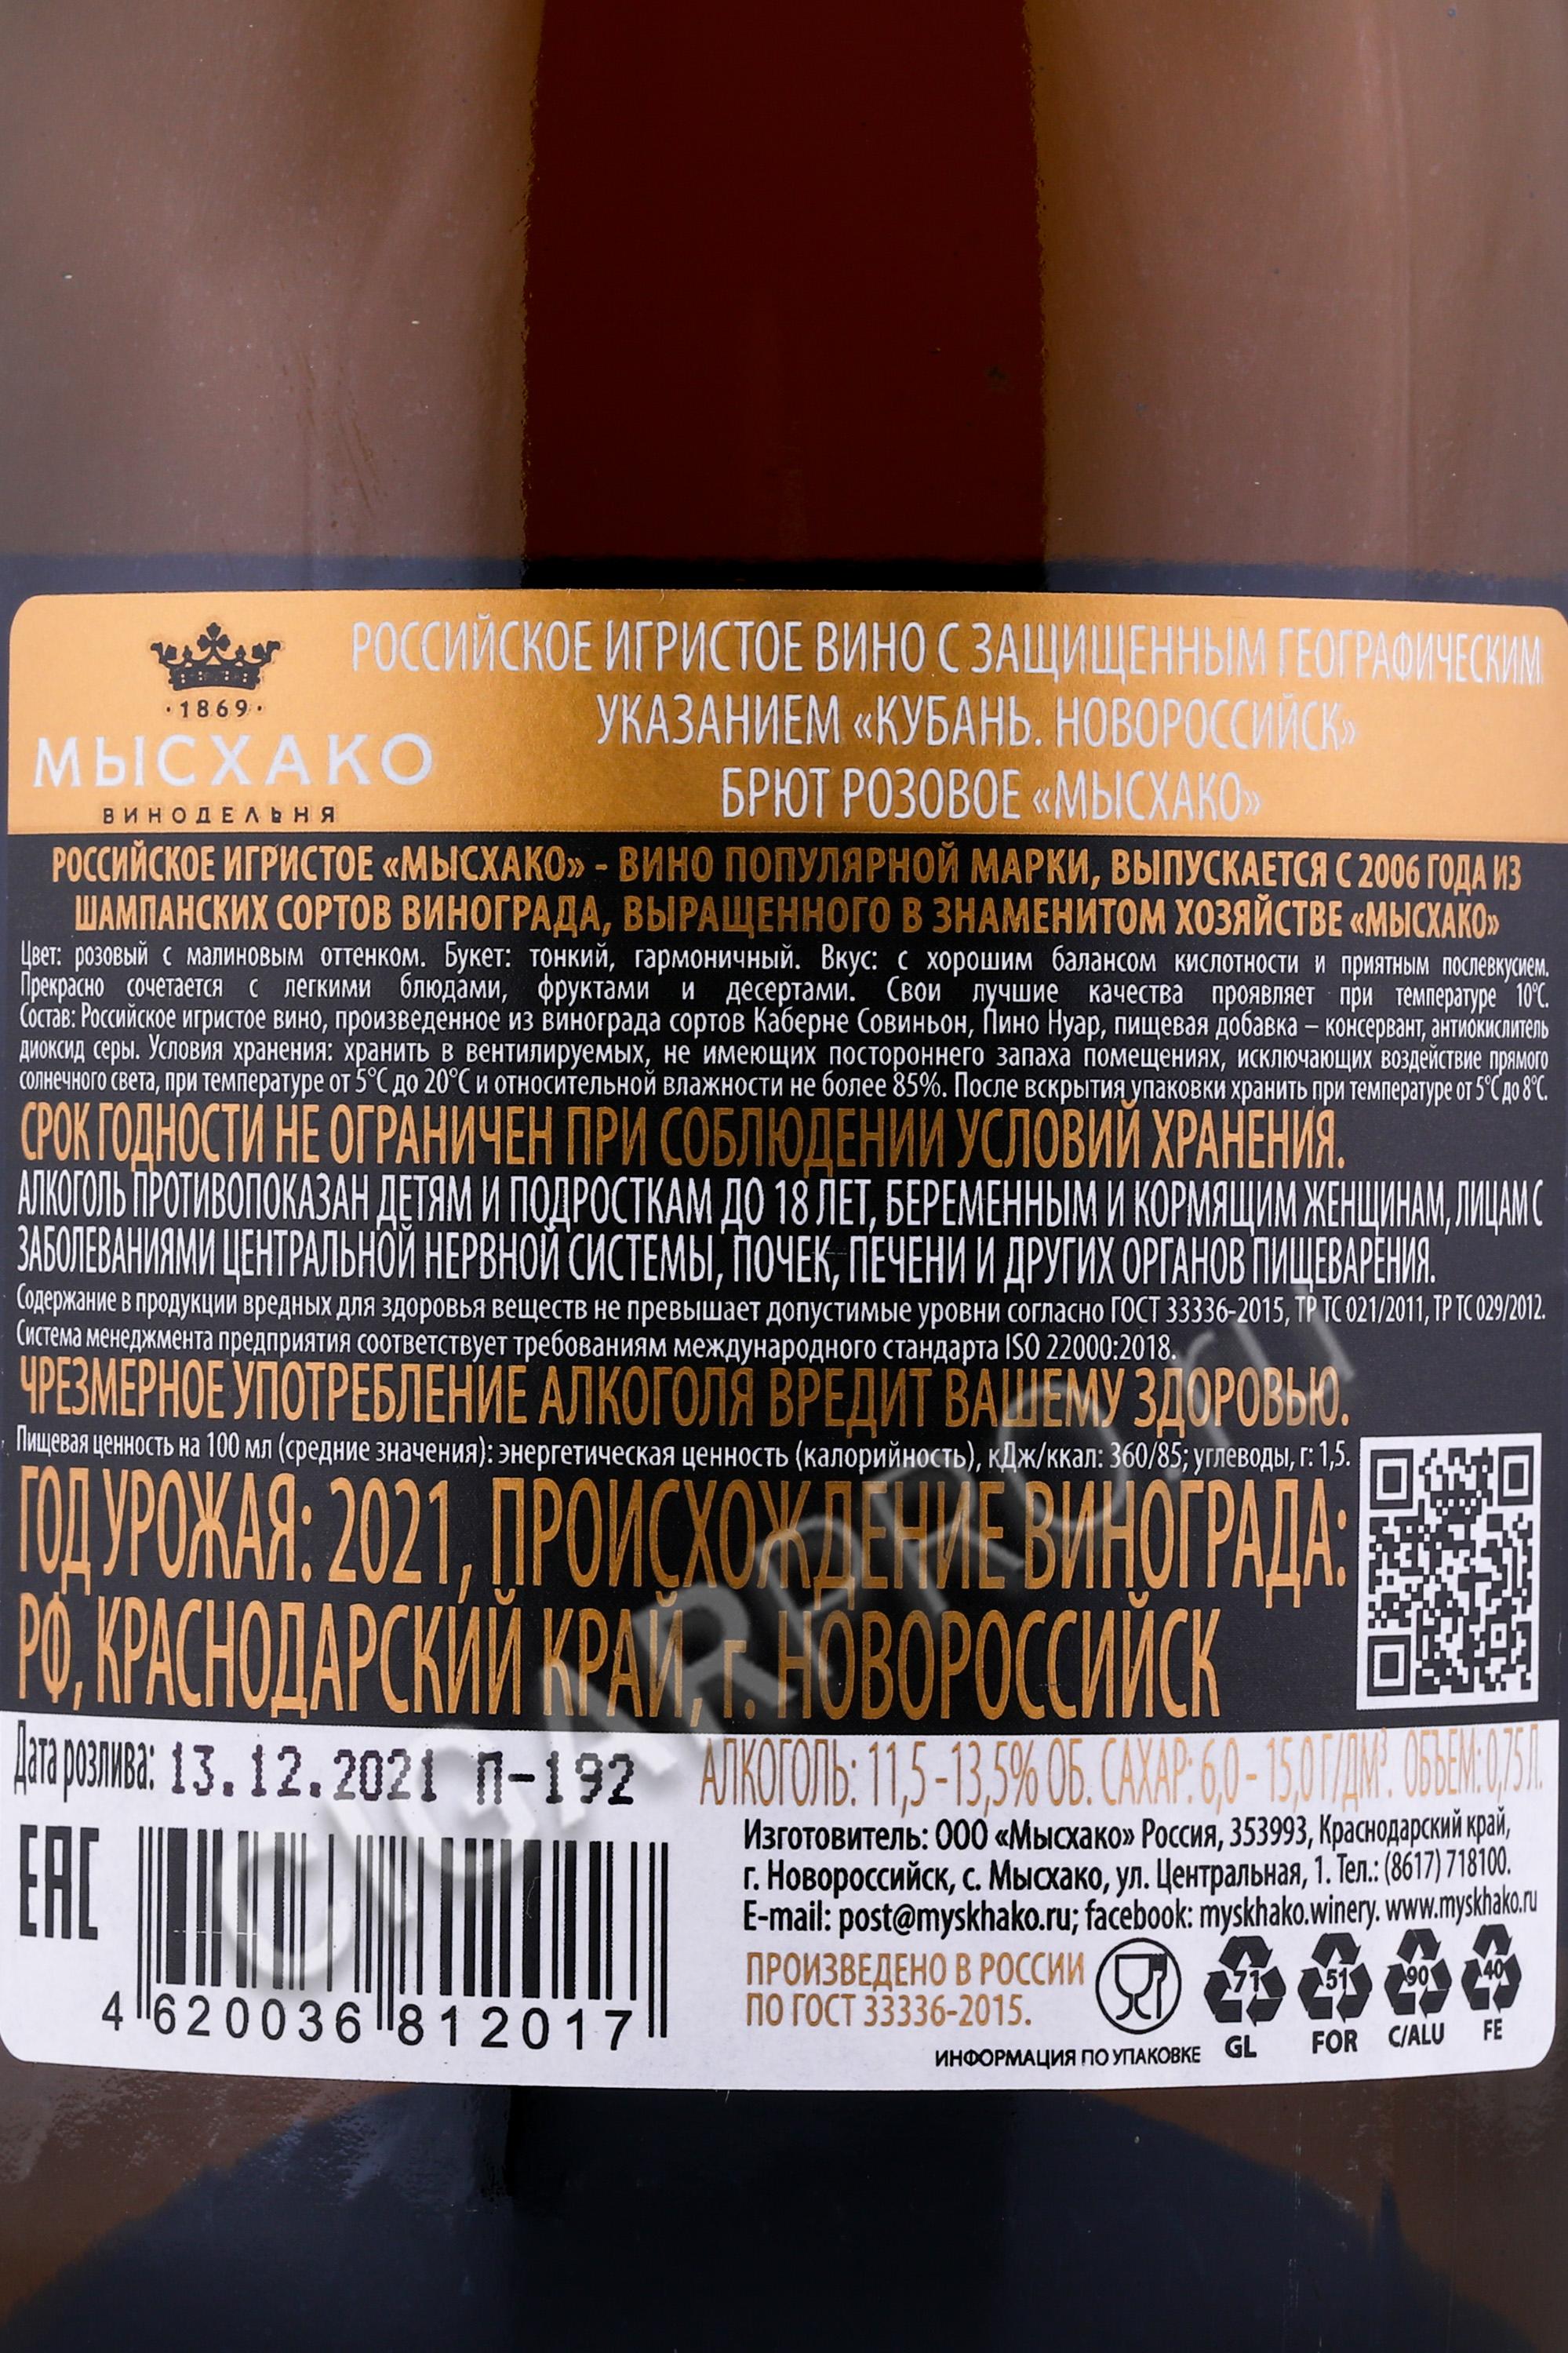 ·1869·
МЫСХАКО
ВИНОДЕЛЬНЯ
РОССИЙСКОЕ ИГРИСТОЕ ВИНО С ЗАЩИЩЕННЫМ ГЕОГРАФИЧЕСКИМ
УКАЗАНИЕМ «КУБАНЬ. НОВОРОССИЙСК»
БРЮТ РОЗОВОЕ «МЫСХАКО»
РОССИЙСКОЕ ИГРИСТОЕ «МЫСХАКО» - ВИНО ПОПУЛЯРНОЙ МАРКИ, ВЫПУСКАЕТСЯ С 2006 ГОДА ИЗ
ШАМПАНСКИХ СОРТОВ ВИНОГРАДА, ВЫРАЩЕННОГО В ЗНАМЕНИТОМ ХОЗЯЙСТВЕ «МЫСХАКО»
Цвет: розовый с малиновым оттенком. Букет: тонкий, гармоничный. Вкус: с хорошим балансом кислотности и приятным послевкусием.
Прекрасно сочетается с легкими блюдами, фруктами и десертами. Свои лучшие качества проявляет при температуре 10°С.
Состав: Российское игристое вино, произведенное из винограда сортов Каберне Совиньон, Пино Нуар, пищевая добавка – консервант, антиокислитель
диоксид серы. Условия хранения: хранить в вентилируемых, не имеющих постороннего запаха помещениях, исключающих воздействие прямого
солнечного света, при температуре от 5°С до 20°С и относительной влажности не более 85%. После вскрытия упаковки хранить при температуре от 5°С до 8°С.
СРОК ГОДНОСТИ НЕ ОГРАНИЧЕН ПРИ СОБЛЮДЕНИИ УСЛОВИЙ ХРАНЕНИЯ.
АЛКОГОЛЬ ПРОТИВОПОКАЗАН ДЕТЯМ И ПОДРОСТКАМ ДО 18 ЛЕТ, БЕРЕМЕННЫМ И КОРМЯЩИМ ЖЕНЩИНАМ, ЛИЦАМ С
ЗАБОЛЕВАНИЯМИ ЦЕНТРАЛЬНОЙ НЕРВНОЙ СИСТЕМЫ, ПОЧЕК, ПЕЧЕНИ И ДРУГИХ ОРГАНОВ ПИЩЕВАРЕНИЯ.
Содержание в продукции вредных для здоровья веществ не превышает допустимые уровни согласно ГОСТ 33336-2015, ТР ТС 021/2011, ТР ТС 029/2012.
Система менеджмента предприятия соответствует требованиям международного стандарта ISO 22000:2018.
ЧРЕЗМЕРНОЕ УПОТРЕБЛЕНИЕ АЛКОГОЛЯ ВРЕДИТ ВАШЕМУ ЗДОРОВЬЮ.
Пищевая ценность на 100 мл (средние значения): энергетическая ценность (калорийность), кДж/ккал: 360/85; углеводы, г: 1,5.
ГОД УРОЖАЯ: 2021, ПРОИСХОЖДЕНИЕ ВИНОГРАДА:
РФ, КРАСНОДАРСКИЙ КРАЙ, г. НОВОРОССИЙСК
Дата розлива: 13.12.2021 П-192
АЛКОГОЛЬ: 11,5 - 13,5% ОБ. САХАР: 6,0 - 15,0 Г/ДМ³. ОБЪЕМ: 0,75 Л.
Изготовитель: ООО «Мысхако» Россия, 353993, Краснодарский край,
г. Новороссийск, с. Мысхако, ул. Центральная, 1. Тел.: (8617) 718100.
E-mail: post@myskhako.ru; facebook: myskhako.winery. www.myskhako.ru
EAC
4 620036 812017
ПРОИЗВЕДЕНО В РОССИИ
ПО ГОСТ 33336-2015.
ИНФОРМАЦИЯ ПО УПАКОВКЕ
71 51 90 40
GL FOR C/ALU FE
CIGARPRO.ru